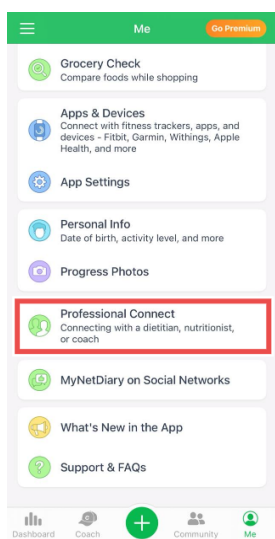 Me
Go Premium
Grocery Check
Compare foods while shopping
Apps & Devices
Connect with fitness trackers, apps, and
devices - Fitbit, Garmin, Withings, Apple
Health, and more
App Settings
Personal Info
Date of birth, activity level, and more
Progress Photos
Professional Connect
Connecting with a dietitian, nutritionist,
or coach
MyNetDiary on Social Networks
What's New in the App
Support & FAQs
Dashboard
Coach
Community
Me